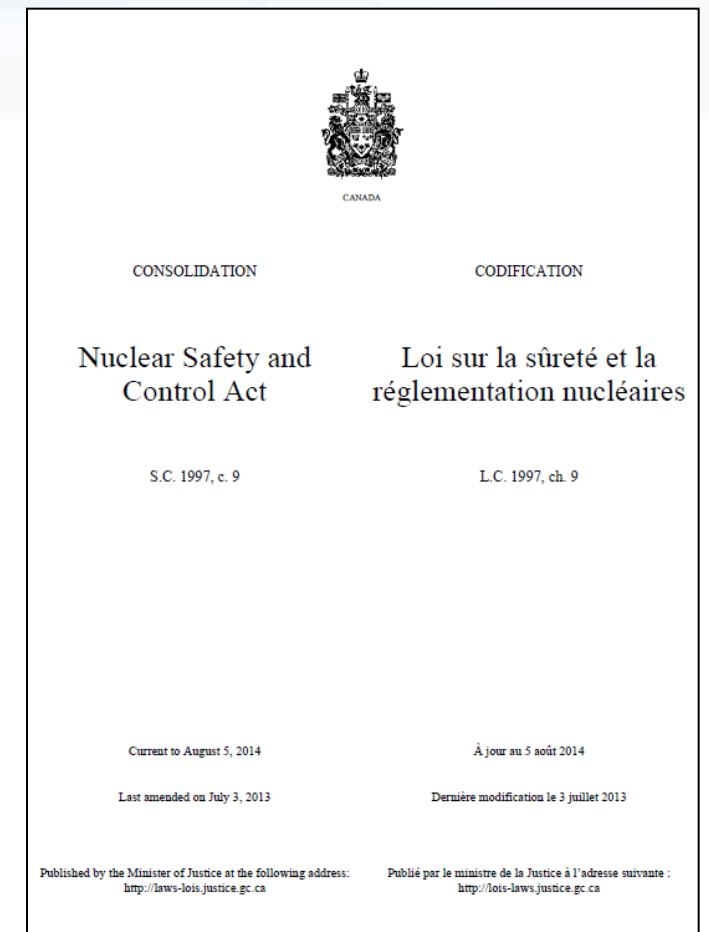 CANADA
CONSOLIDATION
CODIFICATION
Nuclear Safety and
Control Act
Loi sur la sûreté et la
réglementation nucléaires
S.C. 1997, c. 9
L.C. 1997, ch. 9
Current to August 5, 2014
À jour au 5 août 2014
Last amended on July 3, 2013
Dernière modification le 3 juillet 2013
Published by the Minister of Justice at the following address:
http://laws-lois.justice.gc.ca
Publié par le ministre de la Justice à l’adresse suivante :
http://lois-laws.justice.gc.ca